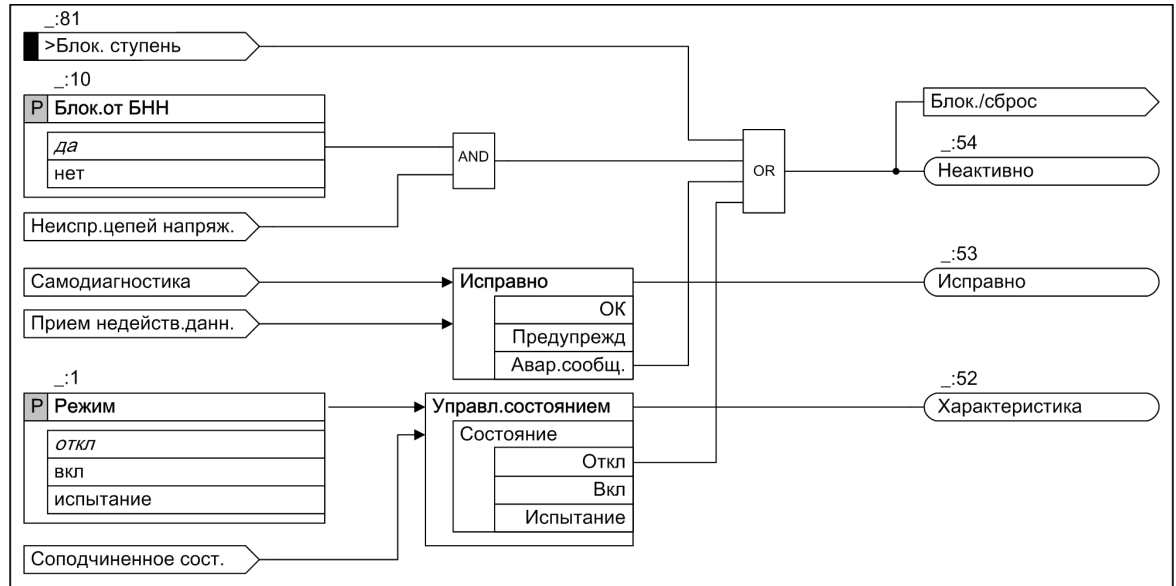 _:81
>Блок. ступень
_:10
P Блок.от БНН
да
нет
AND
OR
Блок./сброс
_:54
Неактивно
Неиспр.цепей напряж.
_:53
Самодиагностика
Исправно
Исправно
ОК
Прием недейств.данн.
Предупрежд
Авар.сообщ.
_:1
_:52
P Режим
Управл.состоянием
Характеристика
откл
Состояние
вкл
Откл
испытание
Вкл
Испытание
Соподчиненное сост.